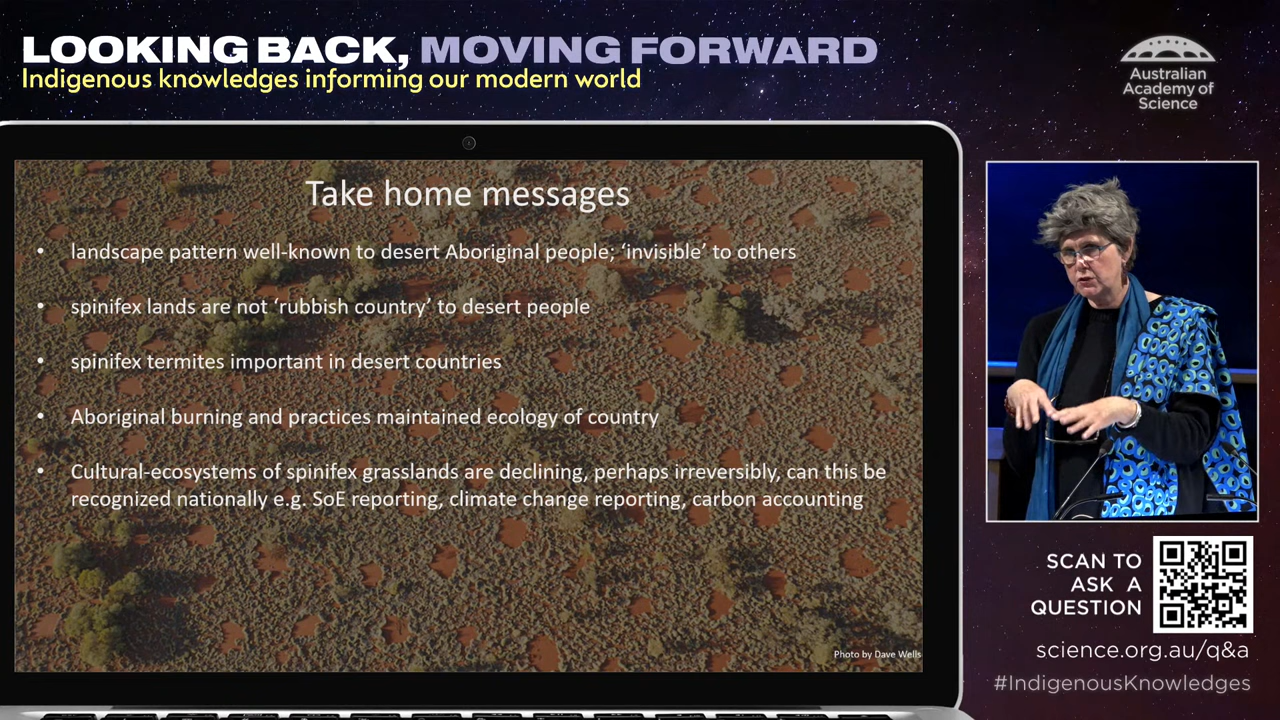 LOOKING BACK, MOVING FORWARD
Indigenous knowledges informing our modern world
Australian
Academy of
Science
Take home messages
• landscape pattern well-known to desert Aboriginal people; ‘invisible’ to others
• spinifex lands are not ‘rubbish country’ to desert people
• spinifex termites important in desert countries
• Aboriginal burning and practices maintained ecology of country
• Cultural-ecosystems of spinifex grasslands are declining, perhaps irreversibly, can this be
recognized nationally e.g. SoE reporting, climate change reporting, carbon accounting
Photo by Dave Wells
SCAN TO
ASK A
QUESTION
science.org.au/q&a
#IndigenousKnowledges